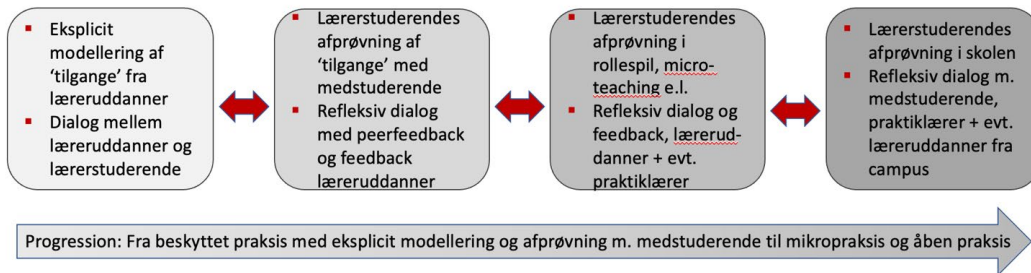 Eksplicit
modellering af
‘tilgange’ fra
læreruddanner
Dialog mellem
læreruddanner og
lærerstuderende
Lærerstuderendes
afprøvning af
‘tilgange’ med
medstuderende
Refleksiv dialog
med peerfeedback
og feedback
læreruddanner
Lærerstuderendes
afprøvning i
rollespil, micro-
teaching e.l.
Refleksiv dialog og
feedback, lærerud-
danner + evt.
praktiklærer
Lærerstuderendes
afprøvning i skolen
Refleksiv dialog m.
medstuderende,
praktiklærer + evt.
læreruddanner fra
campus
Progression: Fra beskyttet praksis med eksplicit modellering og afprøvning m. medstuderende til mikropraksis og åben praksis